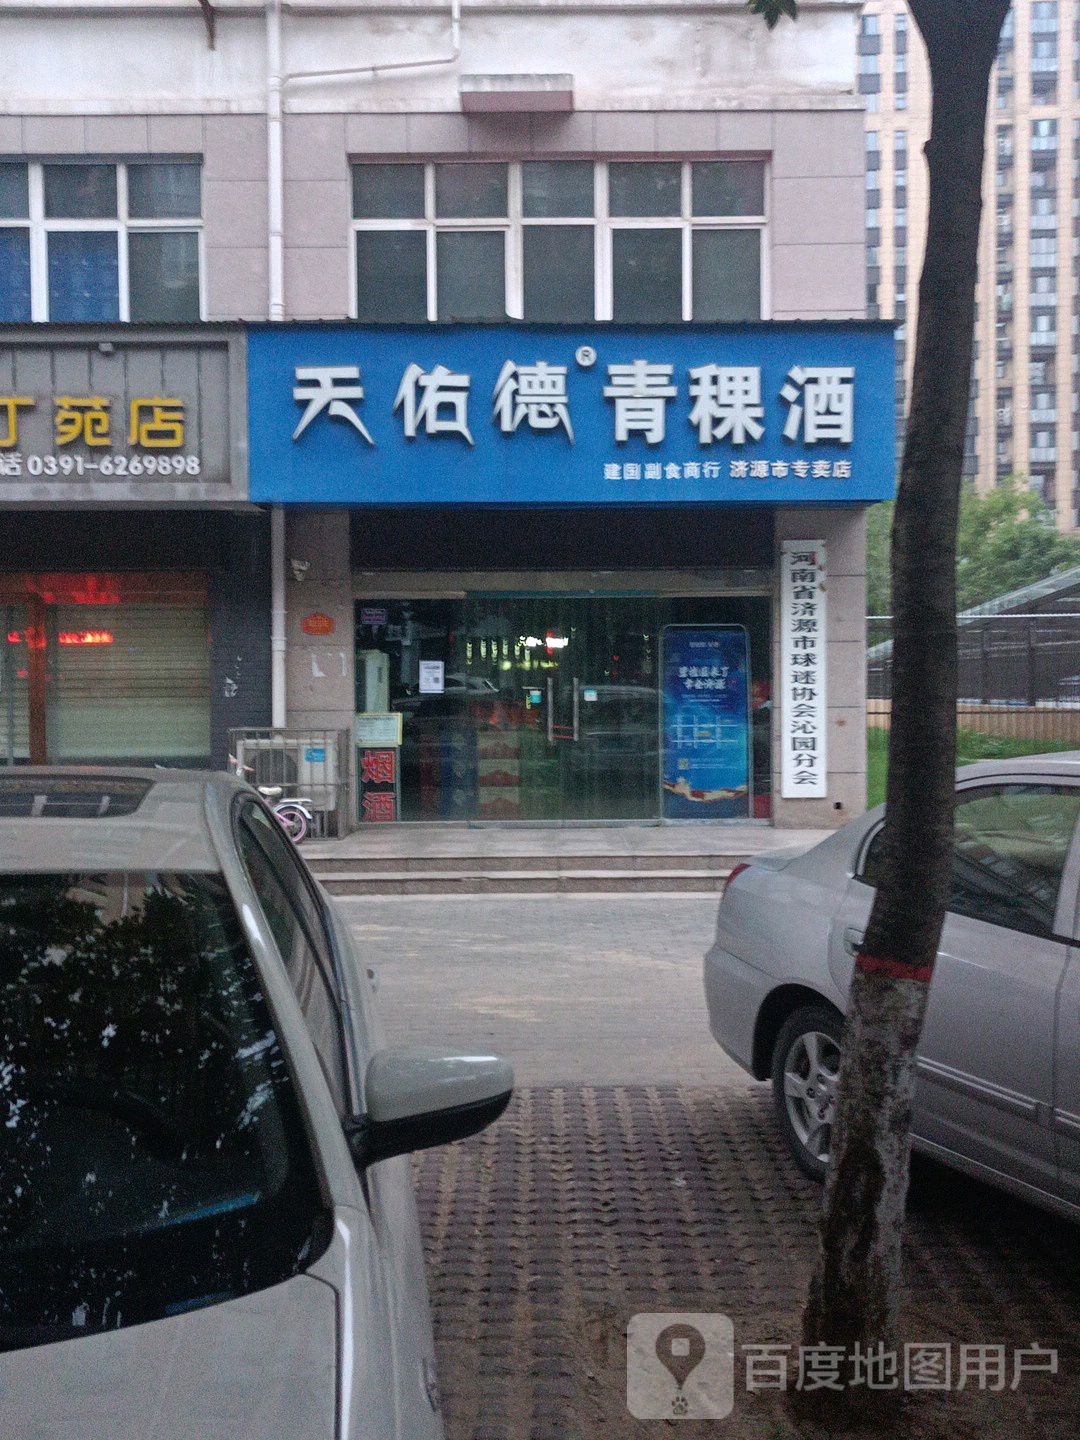 天佑德®青稞酒
建国副食商行 济源市专卖店
丁苑店
话 0391-6269898
河南省济源市球迷协会沁园分会
烟酒
百度地图用户